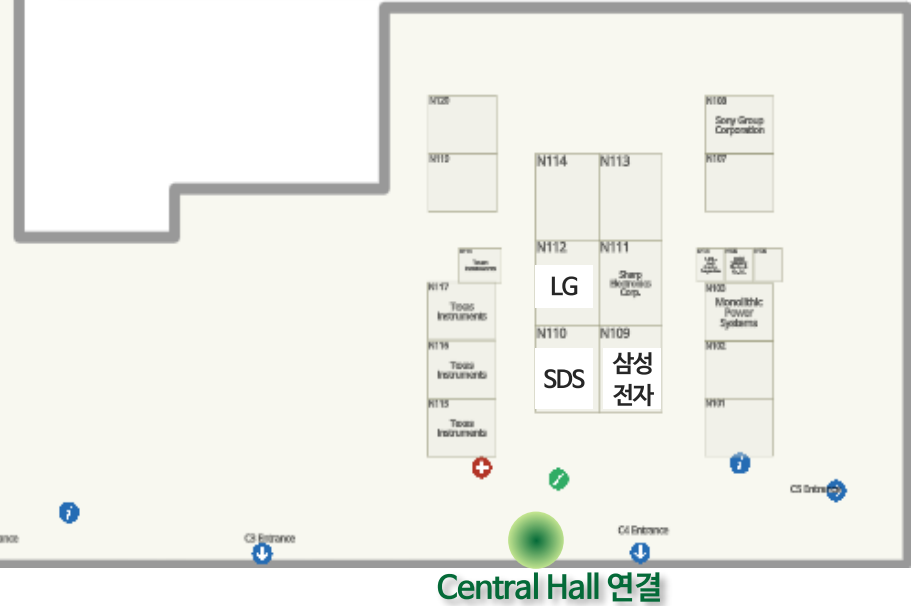 N120
N108
Sony Group
Corporation
N119
N114
N113
N107
N112
N111
LG
Sharp
Electronics
Corp.
Texas
Instruments
N117
Texas
Instruments
N103
Monolithic
Power
Systems
N110
N109
SDS
삼성
전자
N116
Texas
Instruments
N102
N115
Texas
Instruments
N101
C5 Entrance
C3 Entrance
C4 Entrance
Central Hall 연결